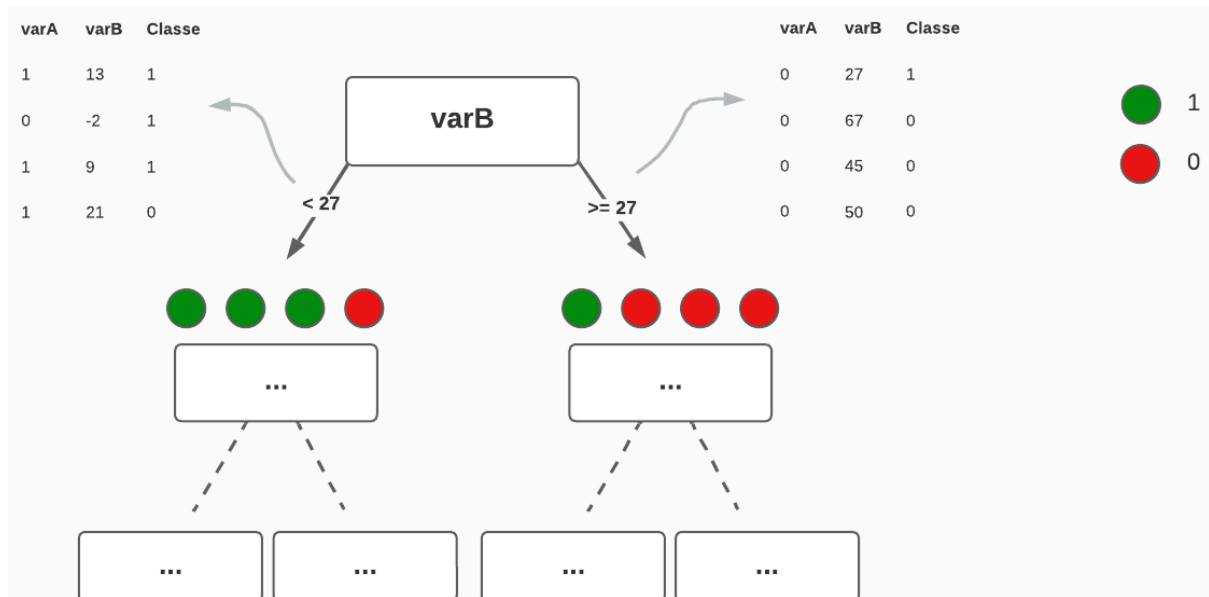 varA varB Classe
1 13 1
0 -2 1
1 9 1
1 21 0
varB
< 27
>= 27
varA varB Classe
0 27 1
0 67 0
0 45 0
0 50 0
1
0
...
...
...
...
...
...